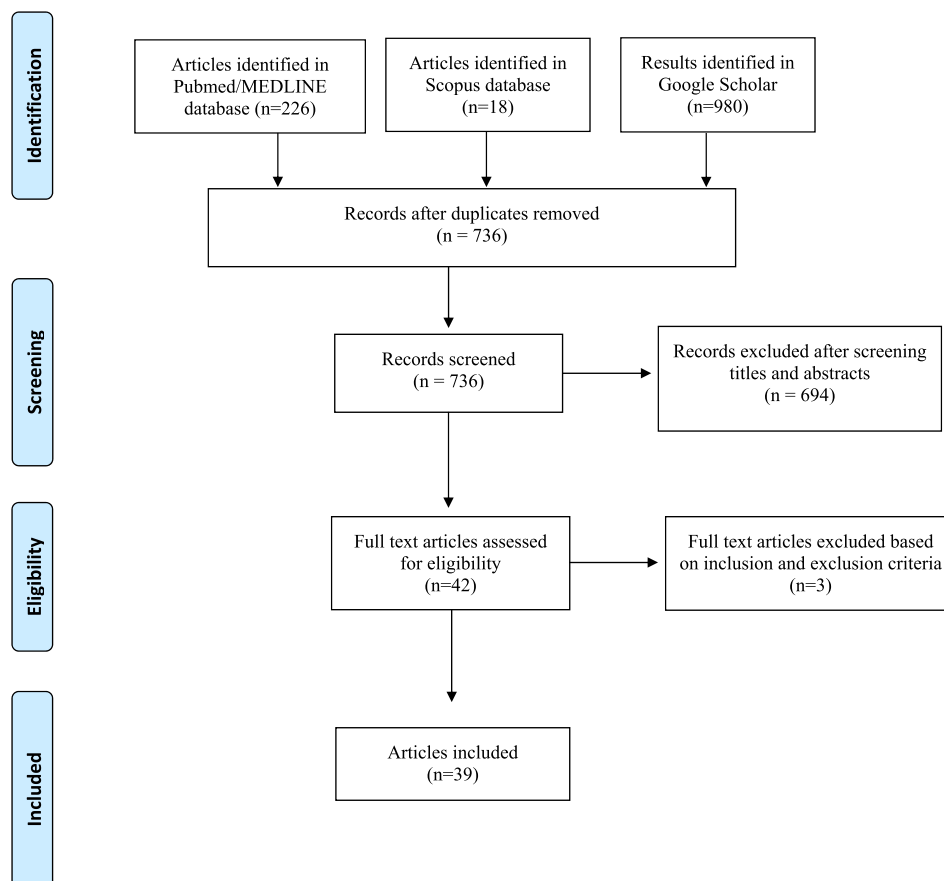 Identification
Articles identified in
Pubmed/MEDLINE
database (n=226)
Articles identified in
Scopus database
(n=18)
Results identified in
Google Scholar
(n=980)
Records after duplicates removed
(n = 736)
Screening
Records screened
(n = 736)
Records excluded after screening
titles and abstracts
(n = 694)
Eligibility
Full text articles assessed
for eligibility
(n=42)
Full text articles excluded based
on inclusion and exclusion criteria
(n=3)
Included
Articles included
(n=39)